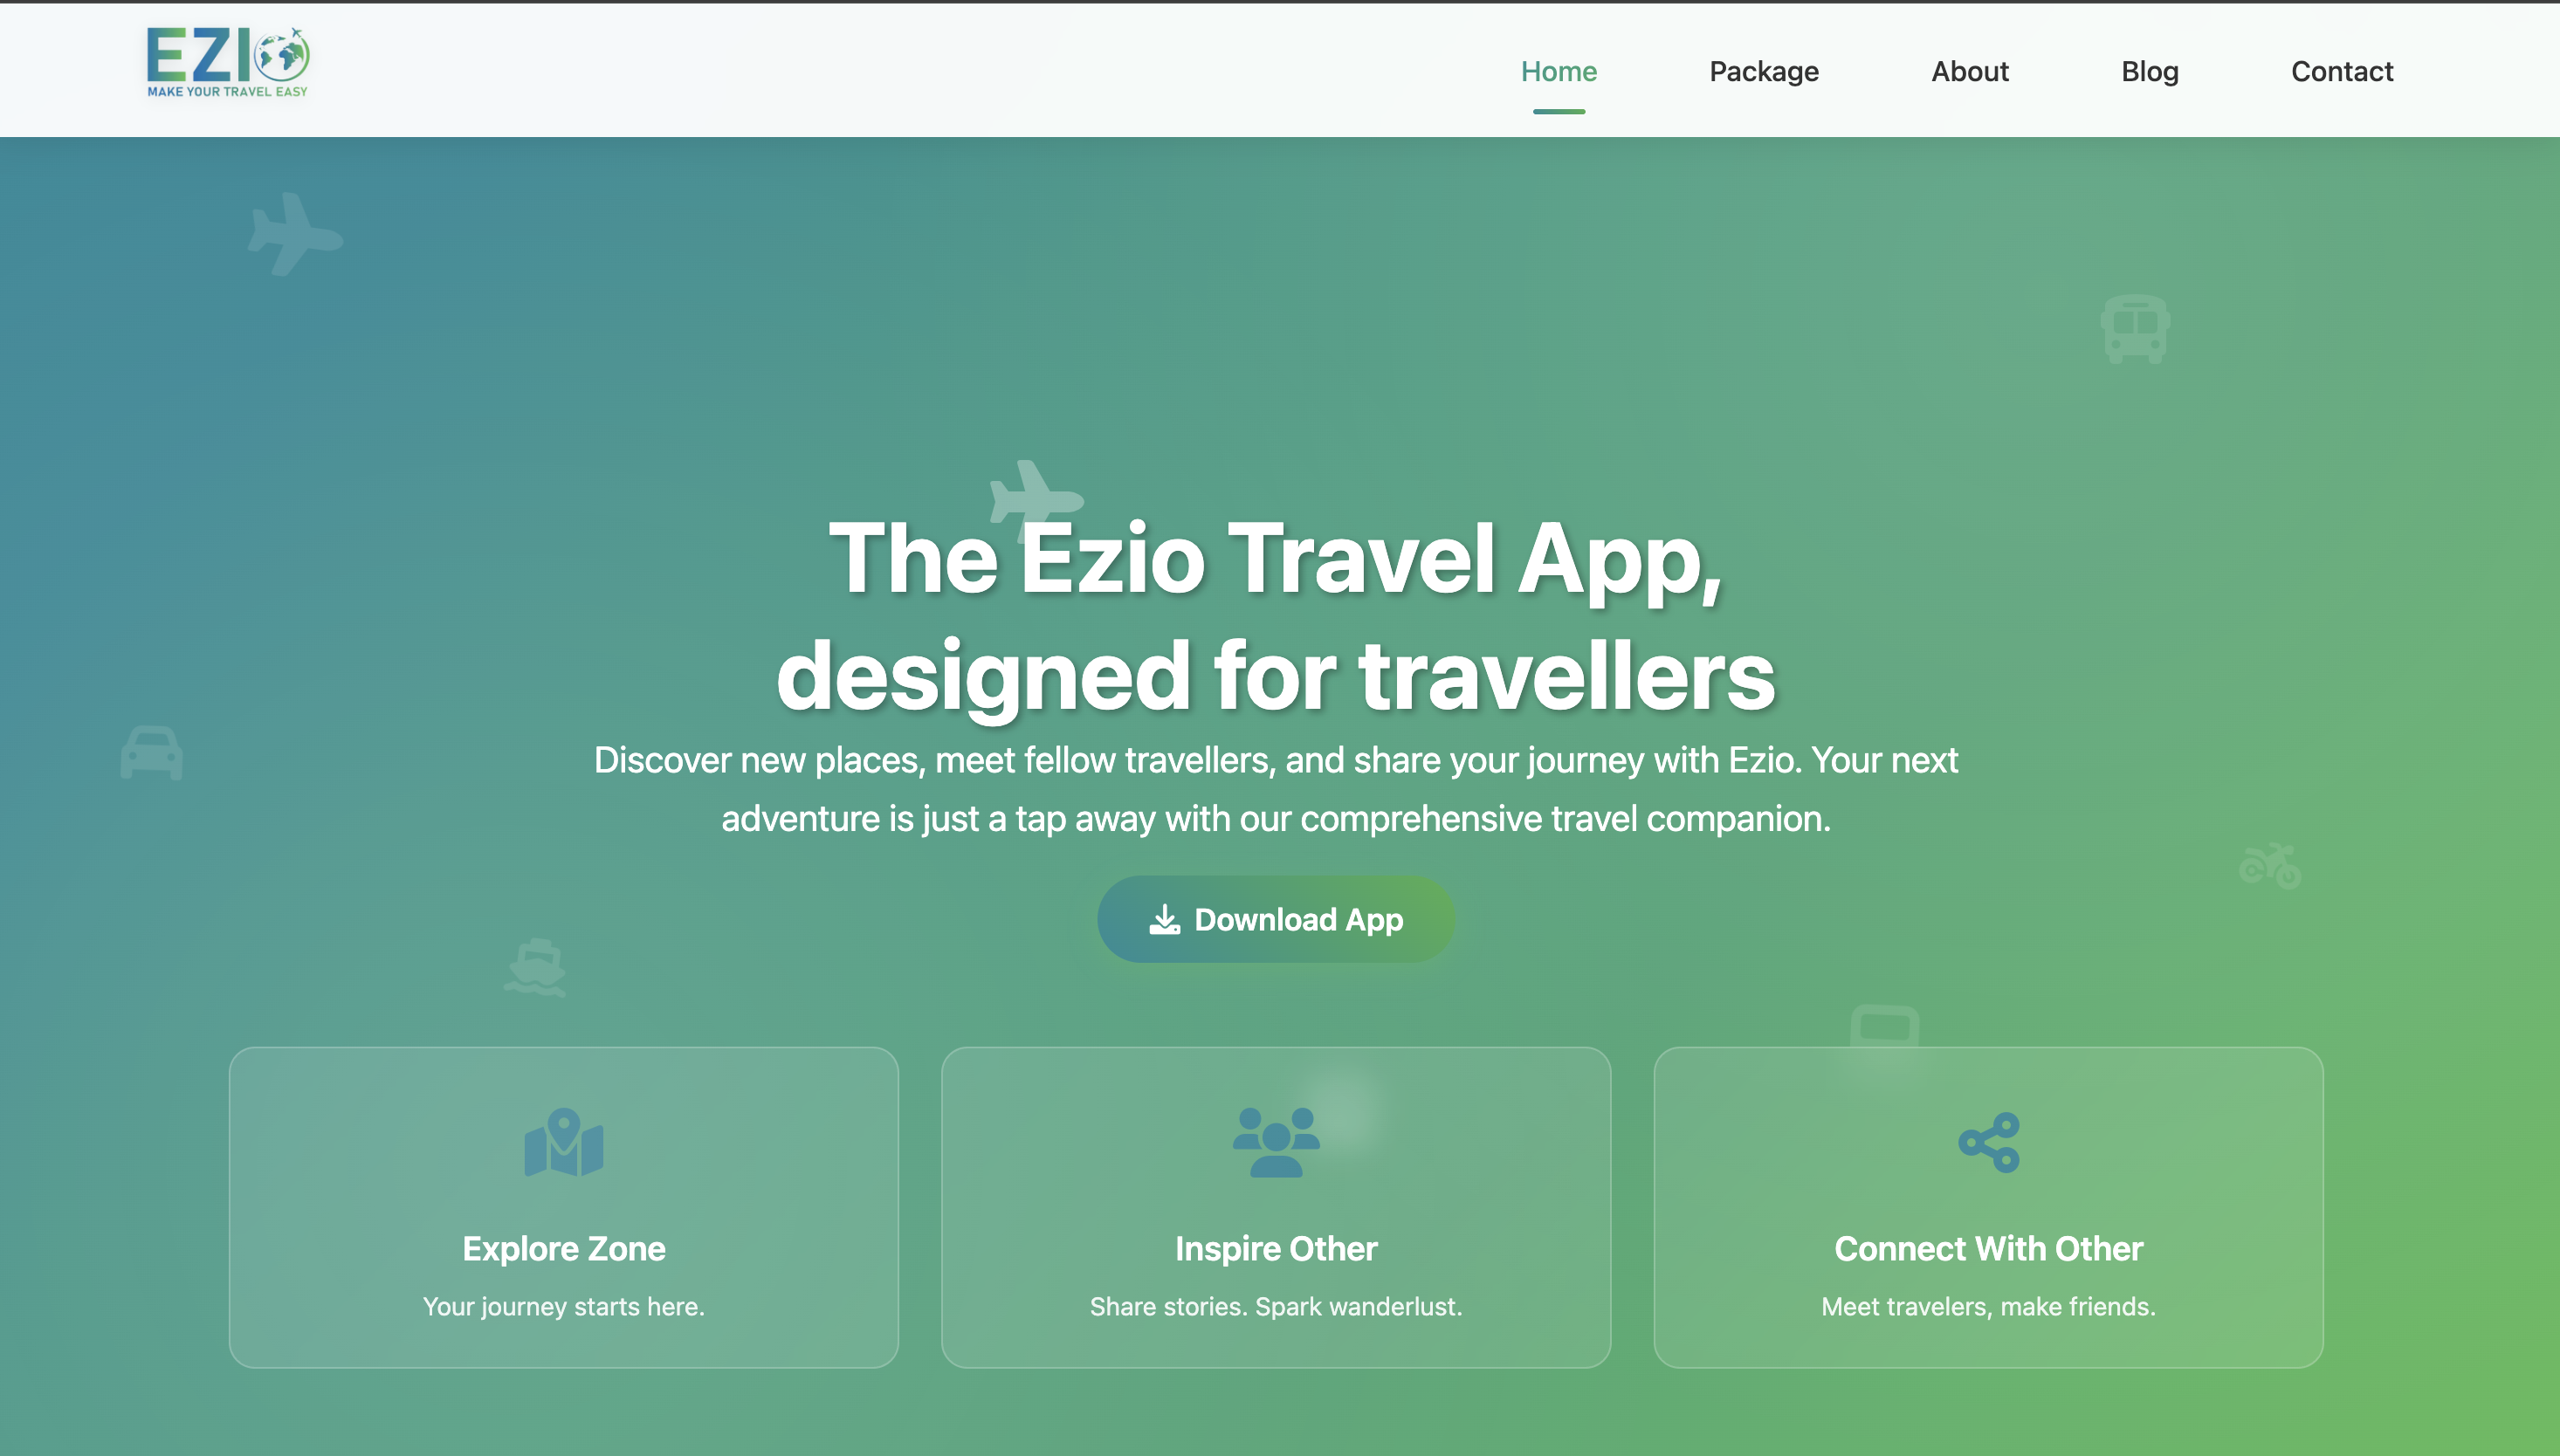 EZIO
MAKE YOUR TRAVEL EASY
Home
Package
About
Blog
Contact
The Ezio Travel App,
designed for travellers
Discover new places, meet fellow travellers, and share your journey with Ezio. Your next
adventure is just a tap away with our comprehensive travel companion.
Download App
Explore Zone
Your journey starts here.
Inspire Other
Share stories. Spark wanderlust.
Connect With Other
Meet travelers, make friends.